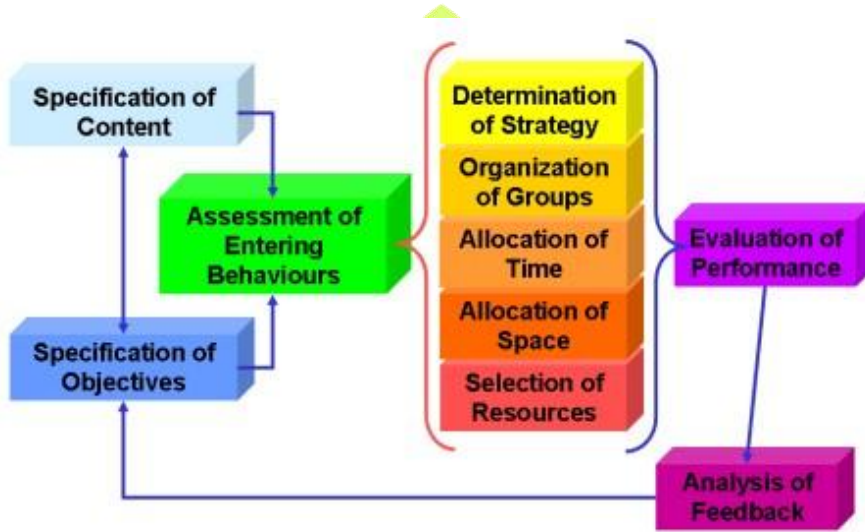 Specification of
Content
Assessment of
Entering
Behaviours
Specification of
Objectives
Determination
of Strategy
Organization
of Groups
Allocation of
Time
Allocation of
Space
Selection of
Resources
Evaluation of
Performance
Analysis of
Feedback